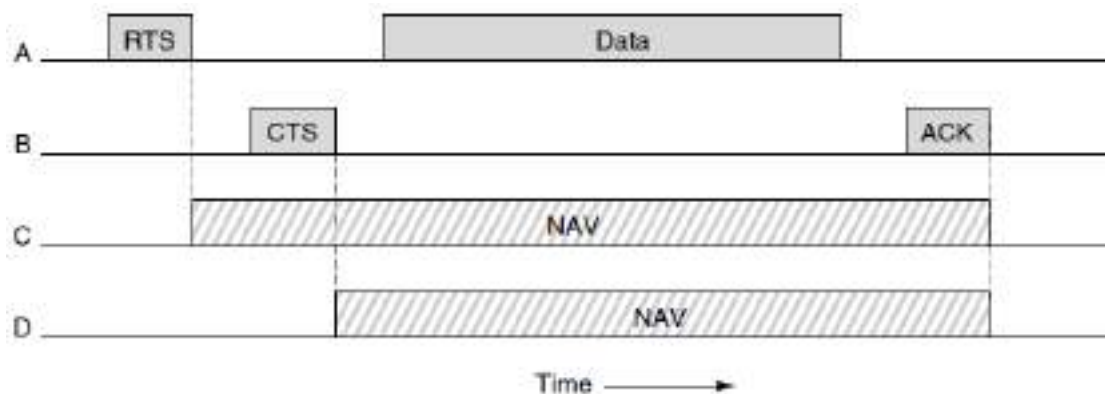 A RTS Data
B CTS ACK
C NAV
D NAV
Time